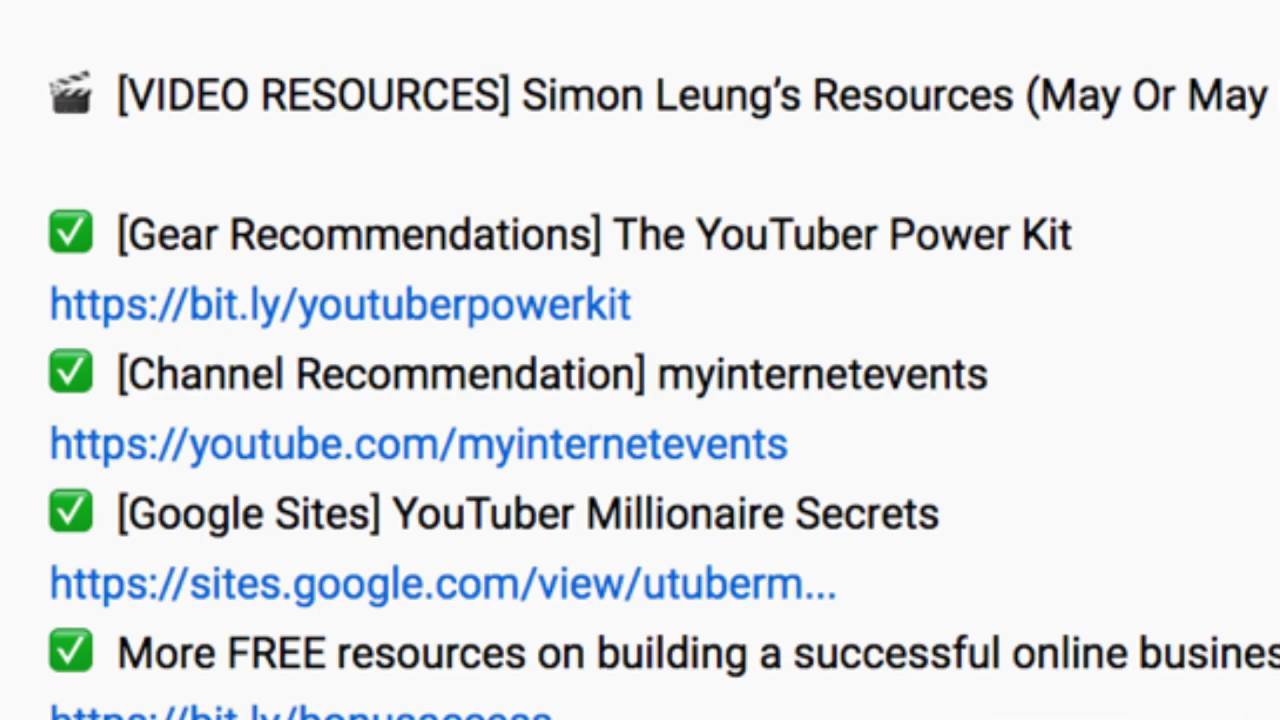 🎬 [VIDEO RESOURCES] Simon Leung’s Resources (May Or May
✅ [Gear Recommendations] The YouTuber Power Kit
https://bit.ly/youtuberpowerkit
✅ [Channel Recommendation] myinternetevents
https://youtube.com/myinternetevents
✅ [Google Sites] YouTuber Millionaire Secrets
https://sites.google.com/view/utuberm...
✅ More FREE resources on building a successful online busines